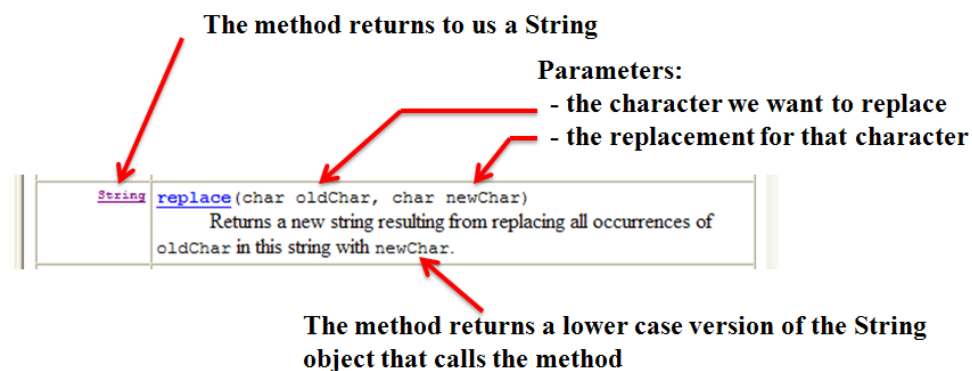 The method returns to us a String
Parameters:
- the character we want to replace
- the replacement for that character
String replace(char oldChar, char newChar)
Returns a new string resulting from replacing all occurrences of
oldChar in this string with newChar.
The method returns a lower case version of the String
object that calls the method